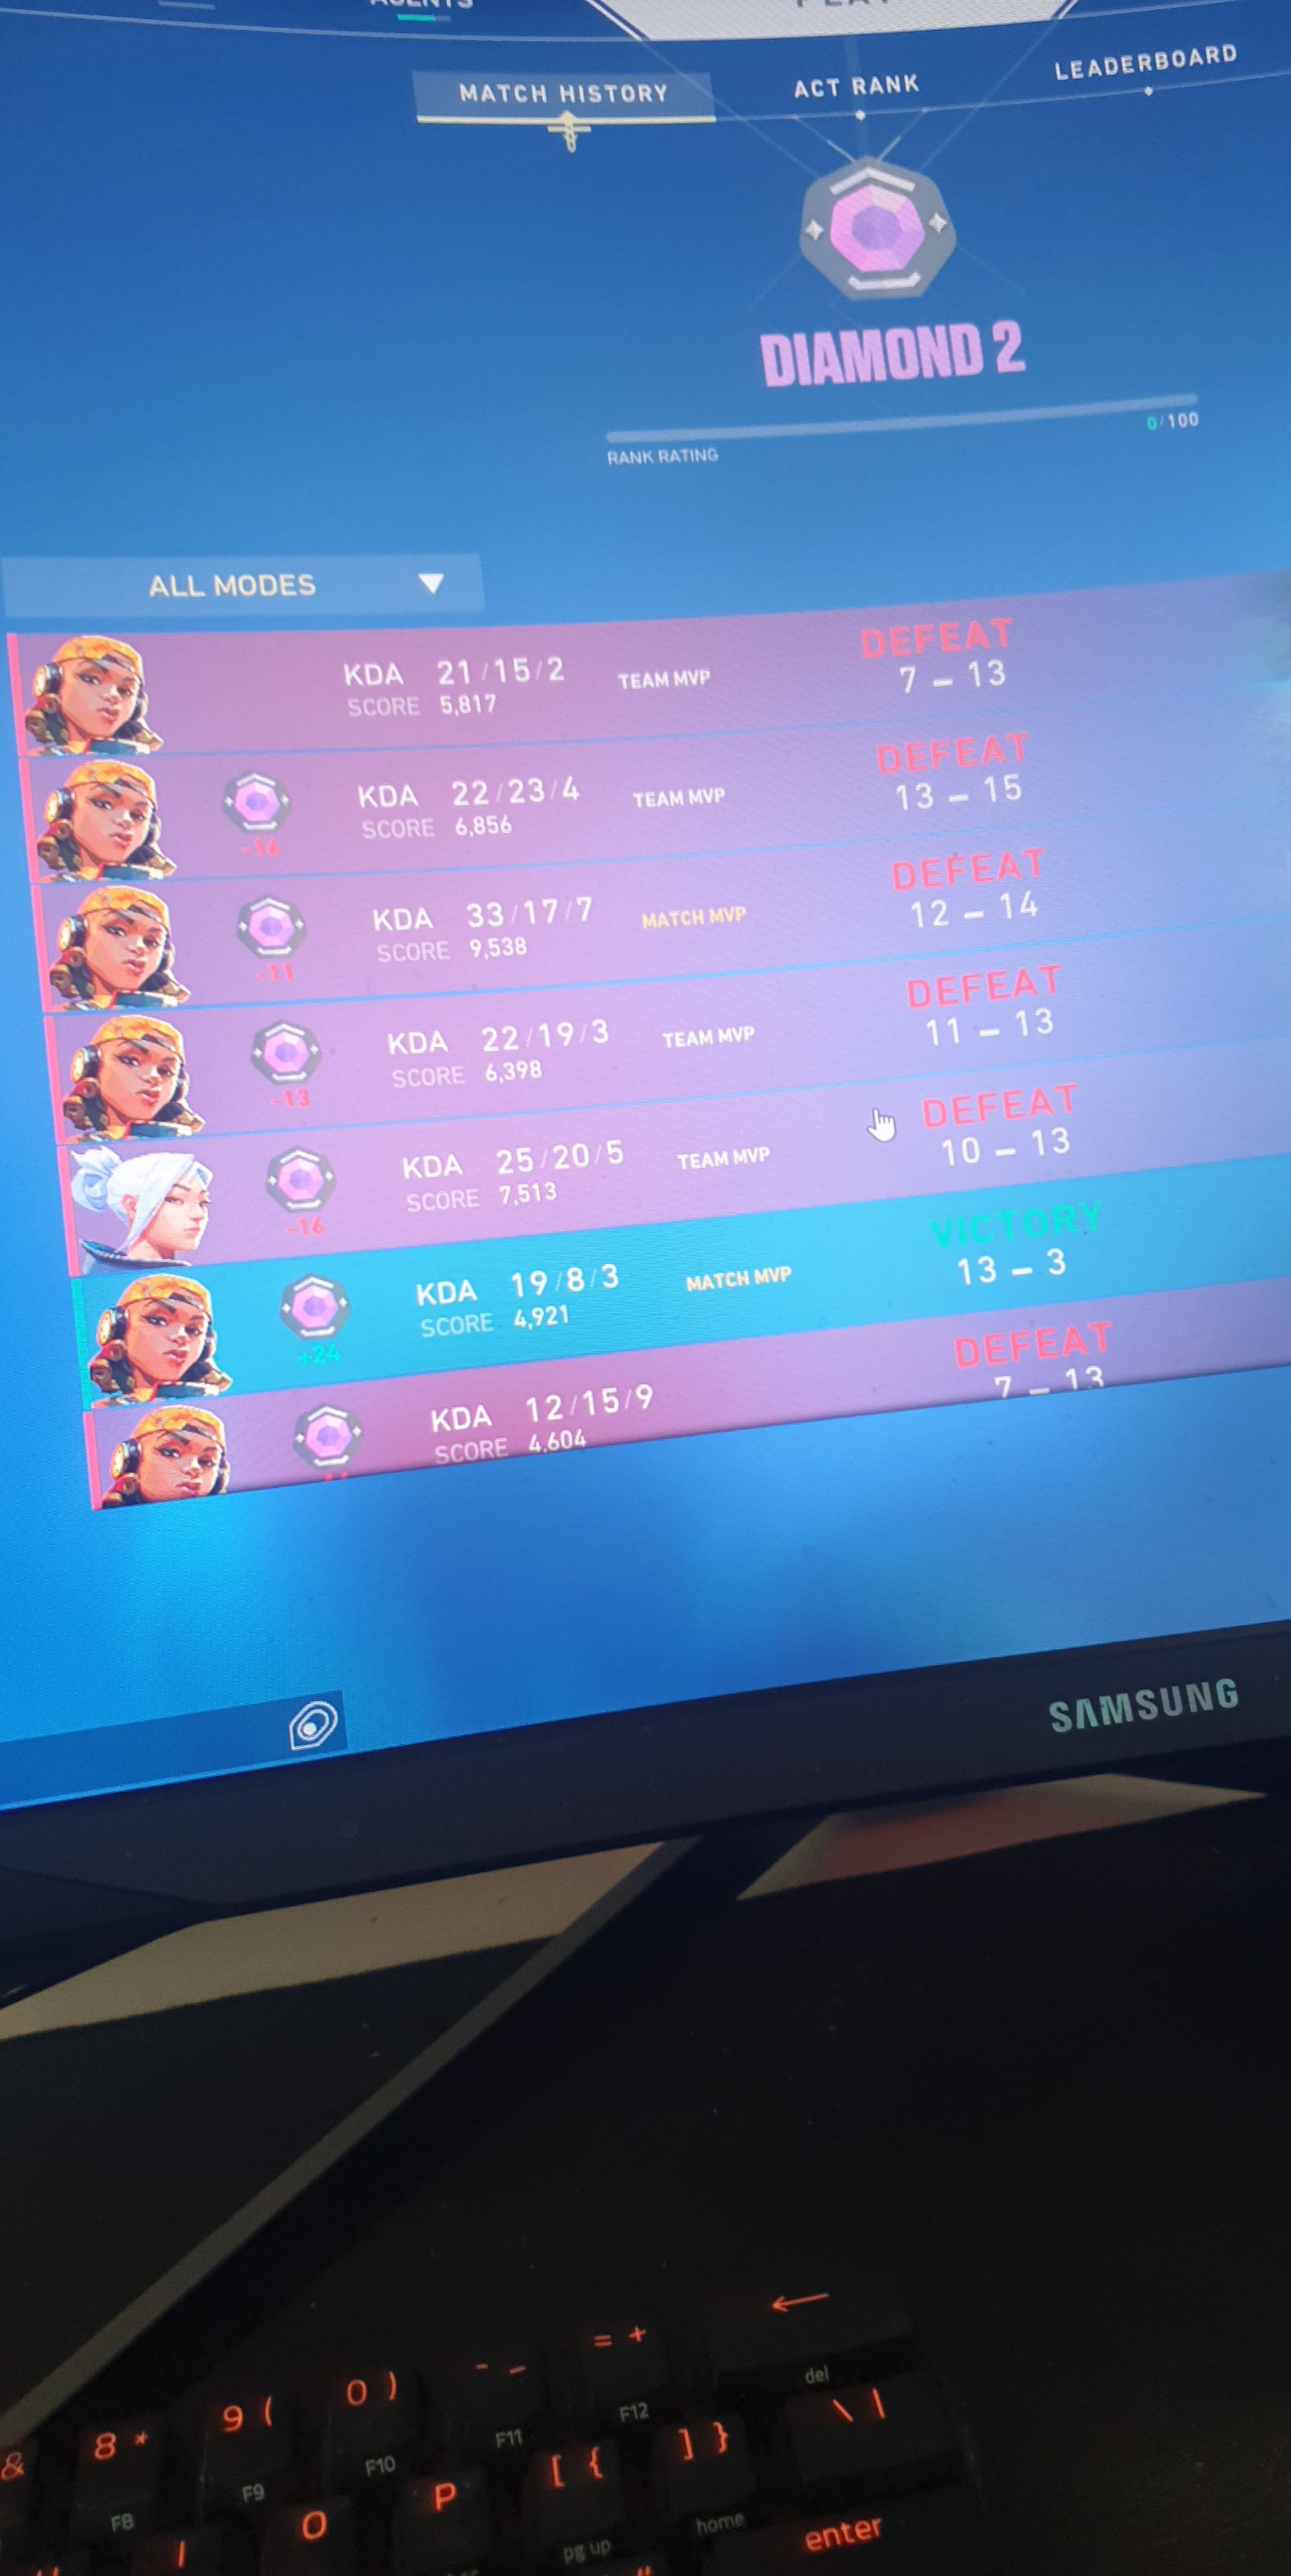 AGENTS
PLAY
MATCH HISTORY
ACT RANK
LEADERBOARD
DIAMOND 2
0/100
RANK RATING
ALL MODES
KDA 21/15/2
SCORE 5,817
TEAM MVP
DEFEAT
7 – 13
-16
KDA 22/23/4
SCORE 6,856
TEAM MVP
DEFEAT
13 – 15
-11
KDA 33/17/7
SCORE 9,538
MATCH MVP
DEFEAT
12 – 14
-13
KDA 22/19/3
SCORE 6,398
TEAM MVP
DEFEAT
11 – 13
-16
KDA 25/20/5
SCORE 7,513
TEAM MVP
DEFEAT
10 – 13
+24
KDA 19/8/3
SCORE 4,921
MATCH MVP
VICTORY
13 – 3
KDA 12/15/9
SCORE 4,604
DEFEAT
7 – 13
SAMSUNG
←
= +
- _
0 )
9 (
8 *
&
del
F12
F11
F10
F9
F8
\ |
] }
[ {
P
O
I
home
pg up
enter
"